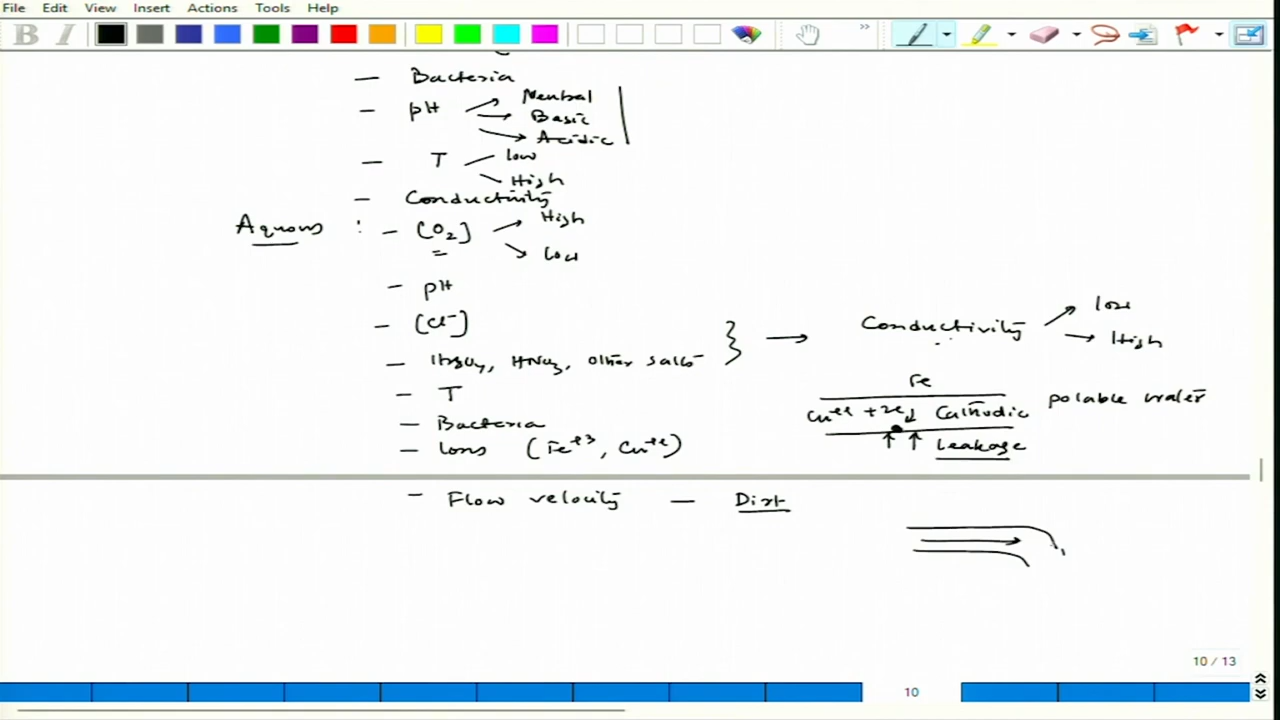 File Edit View Insert Actions Tools Help
B I
— Bacteria
— pH → Neutral
→ Basic
→ Acidic
— T — Low
— High
— Conductivity
Aquous : — [O2] → High
→ Low
— pH
— [Cl-]
— H2SO4, HNO3, other salts } → Conductivity → low
→ High
— T
— Bacteria
— Ions (Fe+3, Cu+2)
Fe
Cu++ + 2e ↓ Cathodic polable water
↑ ↑ Leakage
- Flow velocity — Dirt
10 / 13
10